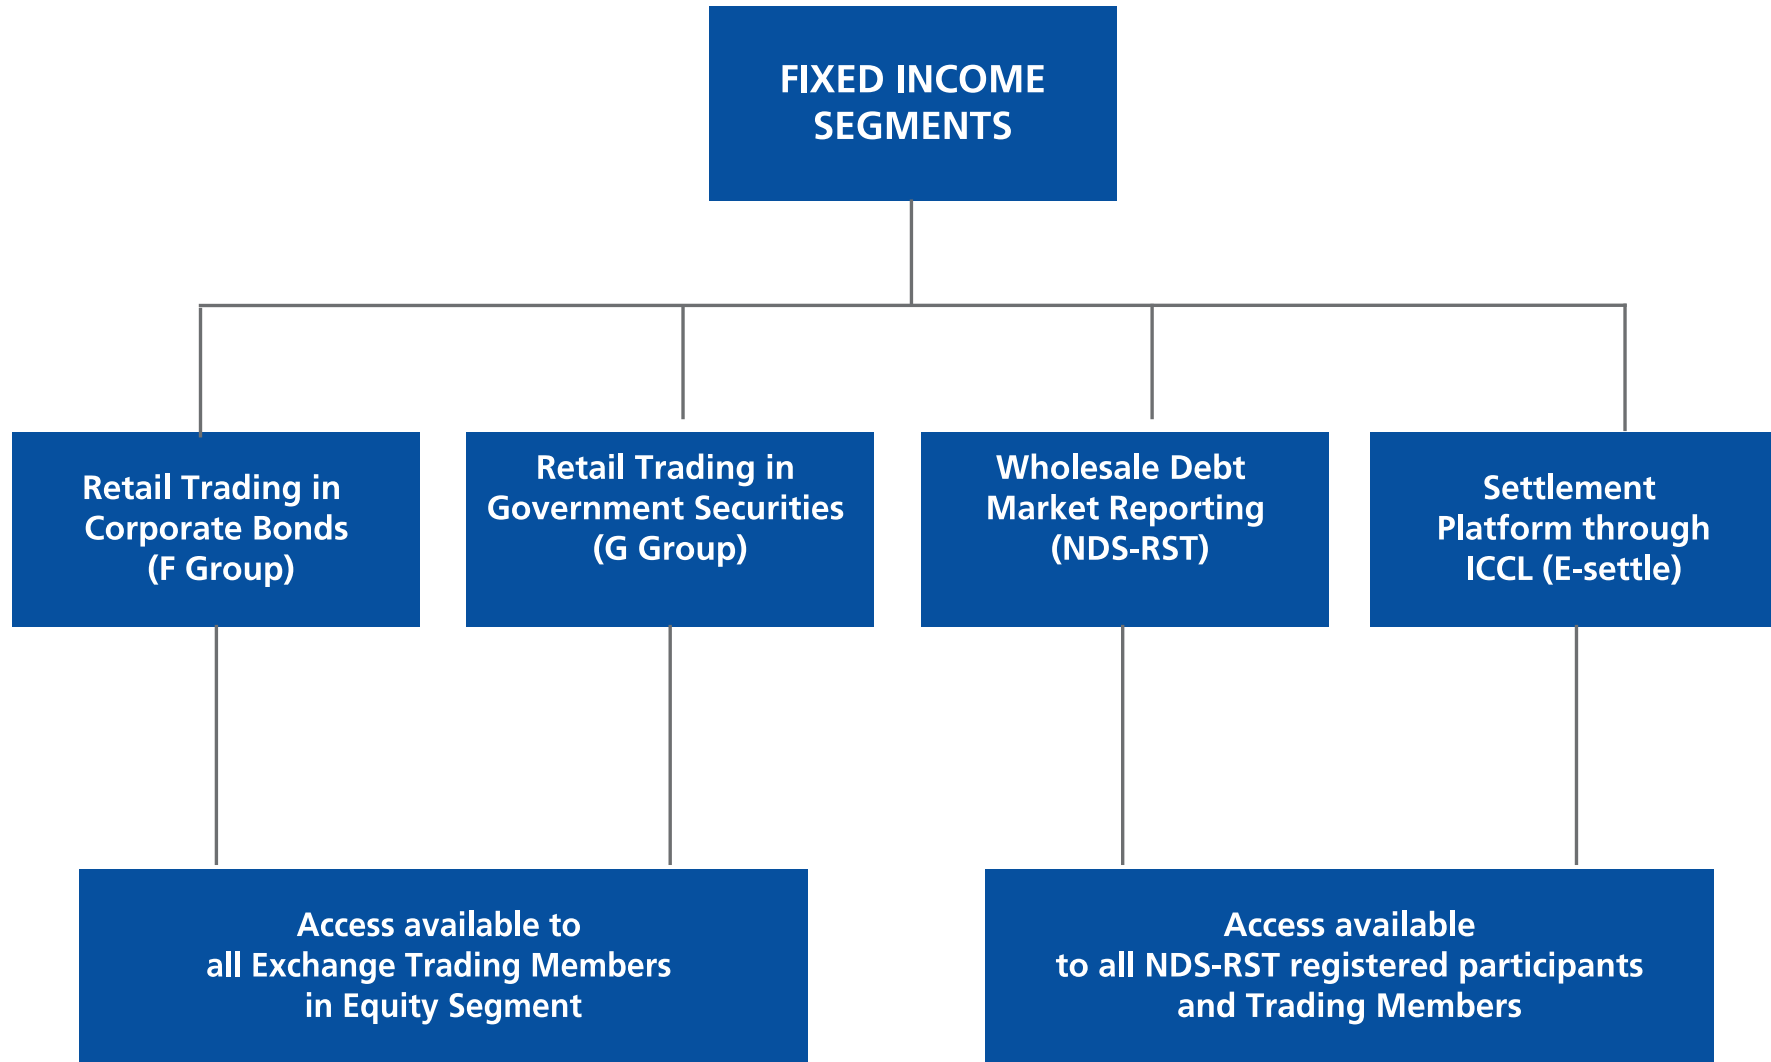 FIXED INCOME
SEGMENTS
Retail Trading in
Corporate Bonds
(F Group)
Retail Trading in
Government Securities
(G Group)
Wholesale Debt
Market Reporting
(NDS-RST)
Settlement
Platform through
ICCL (E-settle)
Access available to
all Exchange Trading Members
in Equity Segment
Access available
to all NDS-RST registered participants
and Trading Members